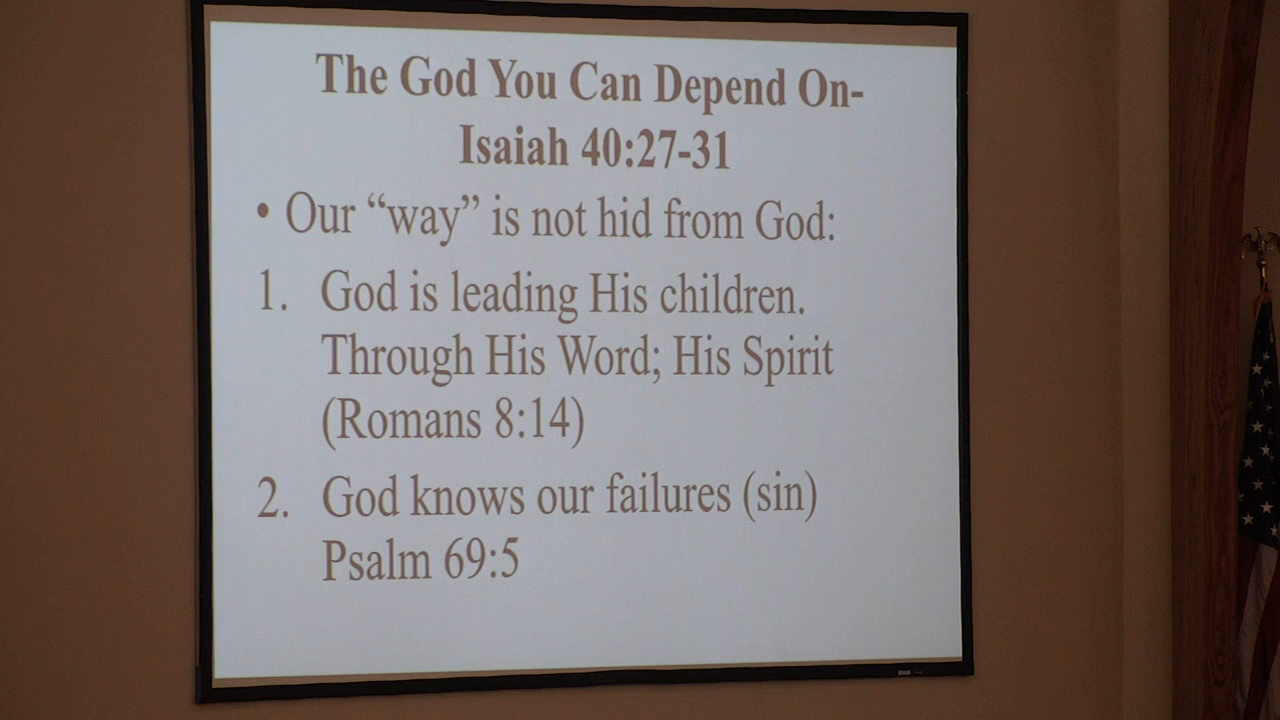 The God You Can Depend On-
Isaiah 40:27-31
• Our “way” is not hid from God:
1. God is leading His children.
Through His Word; His Spirit
(Romans 8:14)
2. God knows our failures (sin)
Psalm 69:5